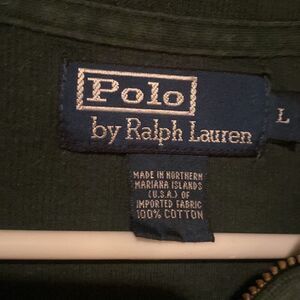 Polo
by Ralph Lauren
L
MADE IN NORTHERN
MARIANA ISLANDS
(U.S.A.) OF
IMPORTED FABRIC
100% COTTON